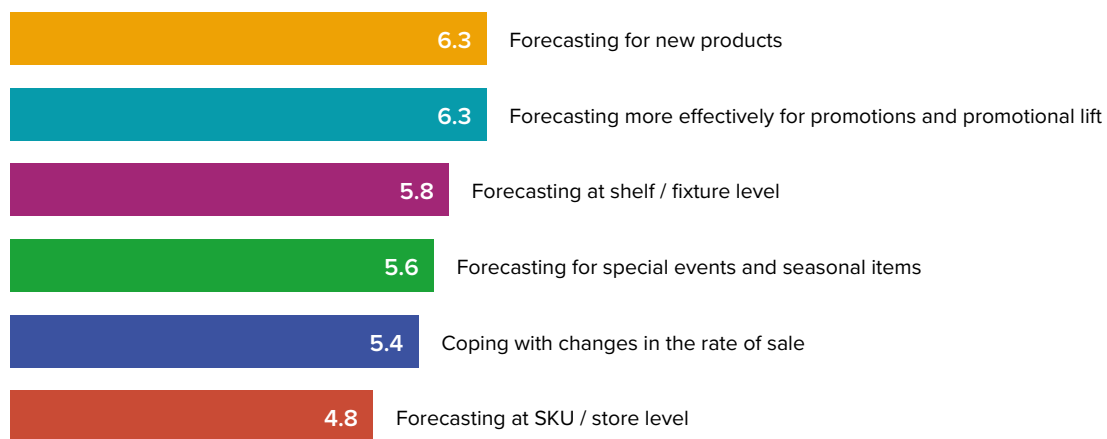 6.3 Forecasting for new products
6.3 Forecasting more effectively for promotions and promotional lift
5.8 Forecasting at shelf / fixture level
5.6 Forecasting for special events and seasonal items
5.4 Coping with changes in the rate of sale
4.8 Forecasting at SKU / store level